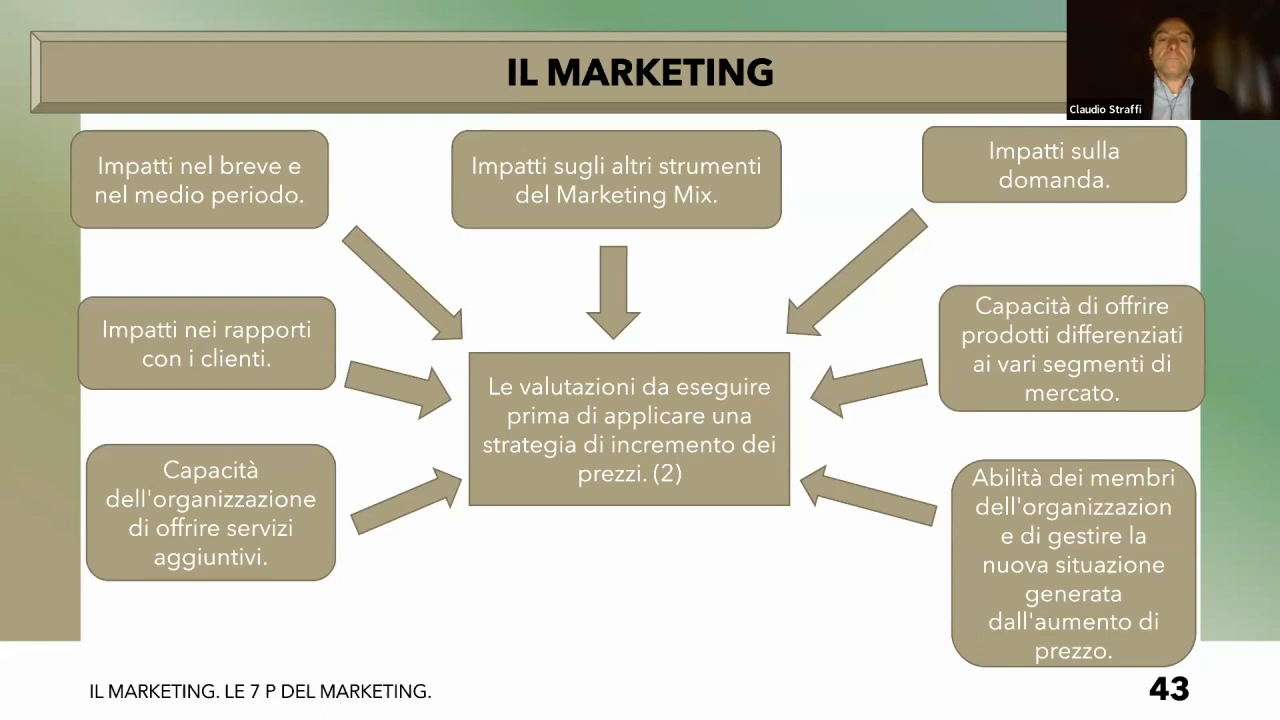 IL MARKETING
Claudio Straffi
Impatti nel breve e
nel medio periodo.
Impatti sugli altri strumenti
del Marketing Mix.
Impatti sulla
domanda.
Impatti nei rapporti
con i clienti.
Capacità di offrire
prodotti differenziati
ai vari segmenti di
mercato.
Le valutazioni da eseguire
prima di applicare una
strategia di incremento dei
prezzi. (2)
Capacità
dell'organizzazione
di offrire servizi
aggiuntivi.
Abilità dei membri
dell'organizzazion
e di gestire la
nuova situazione
generata
dall'aumento di
prezzo.
IL MARKETING. LE 7 P DEL MARKETING.
43